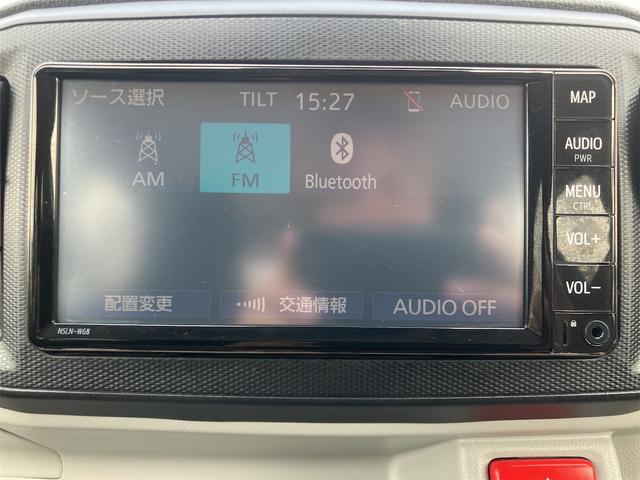 ソース選択 TILT 15:27 AUDIO
AM FM Bluetooth
配置変更 交通情報 AUDIO OFF
NSLN-W68
MAP
AUDIO
PWR
MENU
CTRL
VOL+
VOL−